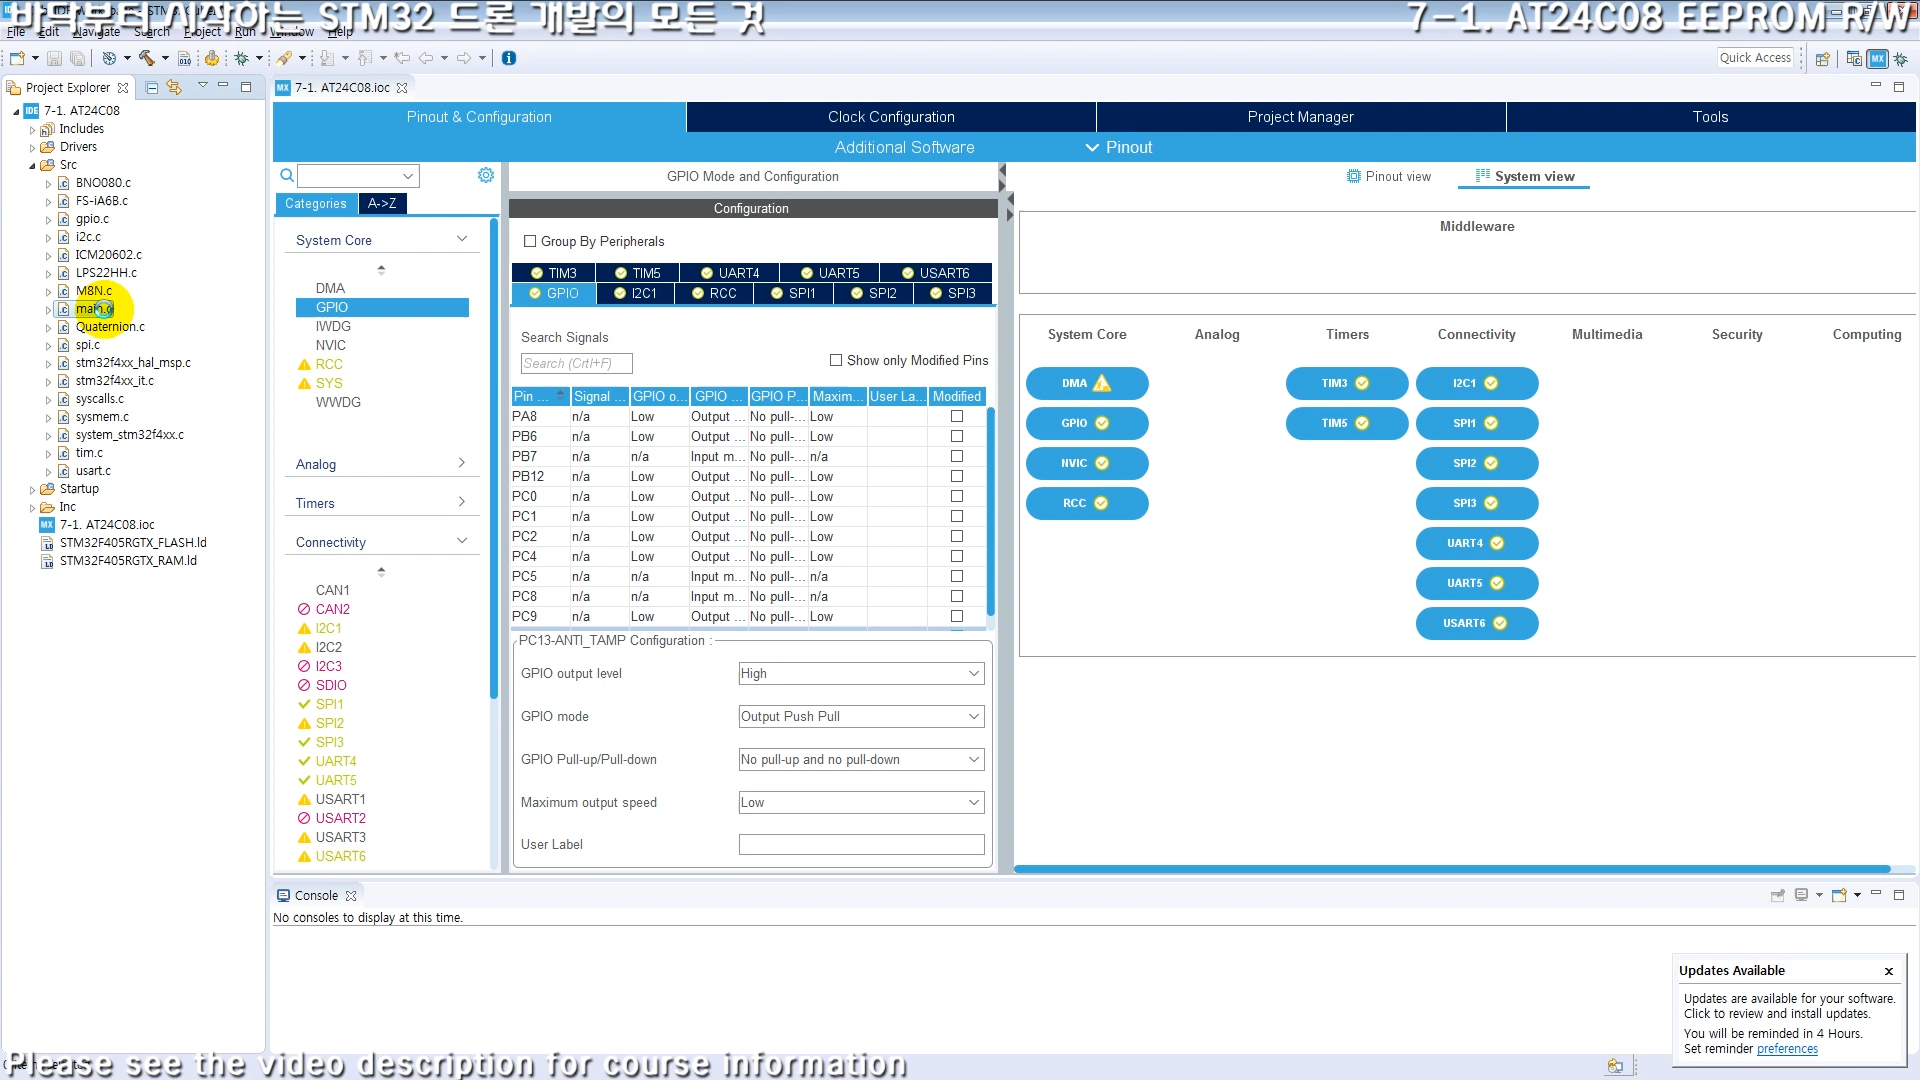 바닥부터 시작하는 STM32 드론 개발의 모든 것
7-1. AT24C08 EEPROM R/W
File Edit Navigate Search Project Run Window Help
Quick Access
Project Explorer
7-1. AT24C08.ioc
7-1. AT24C08
Includes
Drivers
Src
BNO080.c
FS-iA6B.c
gpio.c
i2c.c
ICM20602.c
LPS22HH.c
M8N.c
main.c
Quaternion.c
spi.c
stm32f4xx_hal_msp.c
stm32f4xx_it.c
syscalls.c
sysmem.c
system_stm32f4xx.c
tim.c
usart.c
Startup
Inc
7-1. AT24C08.ioc
STM32F405RGTX_FLASH.ld
STM32F405RGTX_RAM.ld
Pinout & Configuration
Clock Configuration
Project Manager
Tools
Additional Software
Pinout
Categories
A->Z
System Core
DMA
GPIO
IWDG
NVIC
RCC
SYS
WWDG
Analog
Timers
Connectivity
CAN1
CAN2
I2C1
I2C2
I2C3
SDIO
SPI1
SPI2
SPI3
UART4
UART5
USART1
USART2
USART3
USART6
GPIO Mode and Configuration
Configuration
Group By Peripherals
TIM3 TIM5 UART4 UART5 USART6
GPIO I2C1 RCC SPI1 SPI2 SPI3
Search Signals
Search (Crtl+F)
Show only Modified Pins
Pin ... Signal ... GPIO o... GPIO ... GPIO P... Maxim... User La... Modified
PA8 n/a Low Output ... No pull-... Low
PB6 n/a Low Output ... No pull-... Low
PB7 n/a n/a Input m... No pull-... n/a
PB12 n/a Low Output ... No pull-... Low
PC0 n/a Low Output ... No pull-... Low
PC1 n/a Low Output ... No pull-... Low
PC2 n/a Low Output ... No pull-... Low
PC4 n/a Low Output ... No pull-... Low
PC5 n/a n/a Input m... No pull-... n/a
PC8 n/a n/a Input m... No pull-... n/a
PC9 n/a Low Output ... No pull-... Low
PC13-ANTI_TAMP Configuration :
GPIO output level High
GPIO mode Output Push Pull
GPIO Pull-up/Pull-down No pull-up and no pull-down
Maximum output speed Low
User Label
Pinout view
System view
Middleware
System Core Analog Timers Connectivity Multimedia Security Computing
DMA TIM3 I2C1
GPIO TIM5 SPI1
NVIC SPI2
RCC SPI3
UART4
UART5
USART6
Console
No consoles to display at this time.
Updates Available
Updates are available for your software.
Click to review and install updates.
You will be reminded in 4 Hours.
Set reminder preferences
Please see the video description for course information